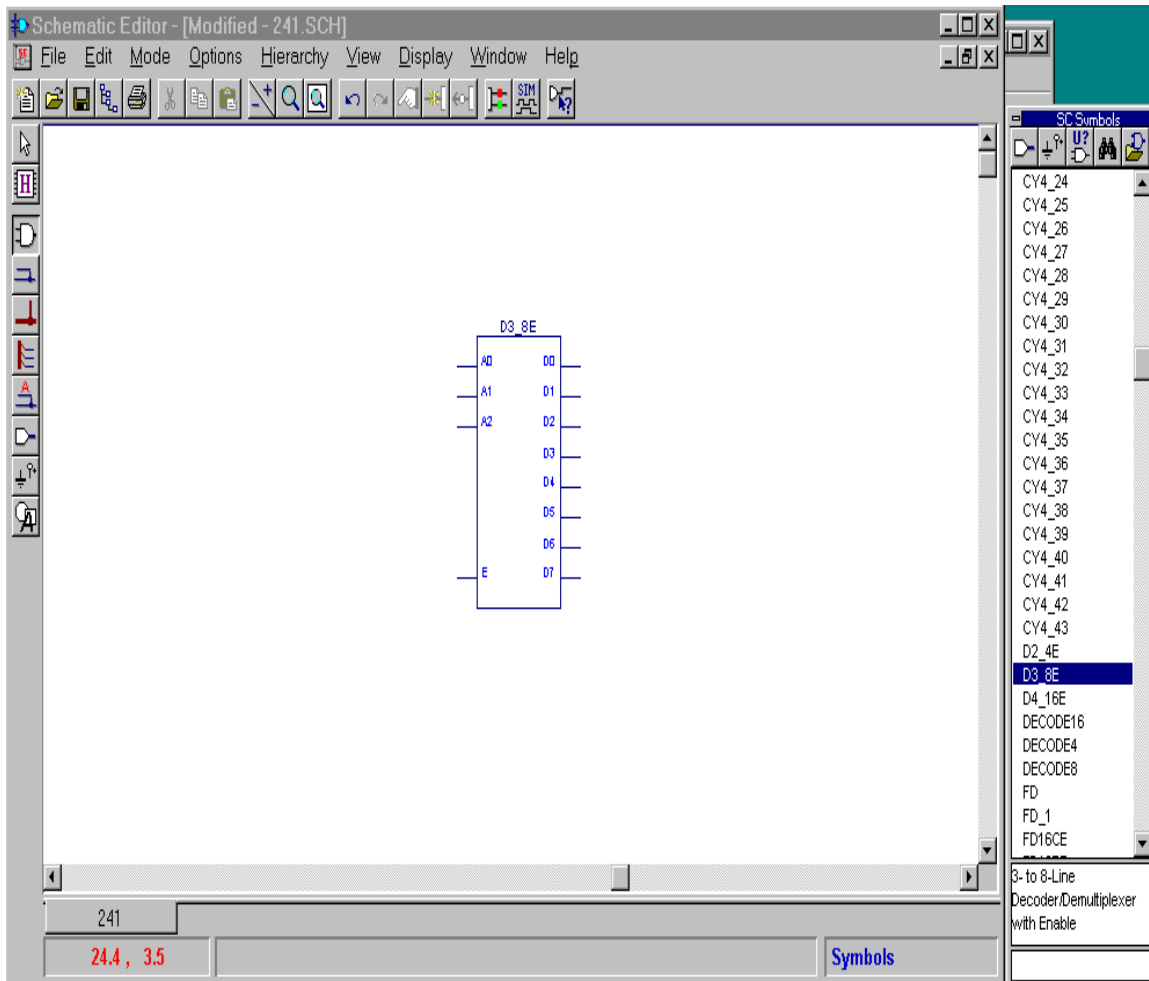 Schematic Editor - [Modified - 241.SCH]
File Edit Mode Options Hierarchy View Display Window Help
SIM
H
A
A
D3_8E
A0 D0
A1 D1
A2 D2
D3
D4
D5
D6
E D7
241
24.4 , 3.5
Symbols
SC Symbols
U?
CY4_24
CY4_25
CY4_26
CY4_27
CY4_28
CY4_29
CY4_30
CY4_31
CY4_32
CY4_33
CY4_34
CY4_35
CY4_36
CY4_37
CY4_38
CY4_39
CY4_40
CY4_41
CY4_42
CY4_43
D2_4E
D3_8E
D4_16E
DECODE16
DECODE4
DECODE8
FD
FD_1
FD16CE
3- to 8-Line
Decoder/Demultiplexer
with Enable